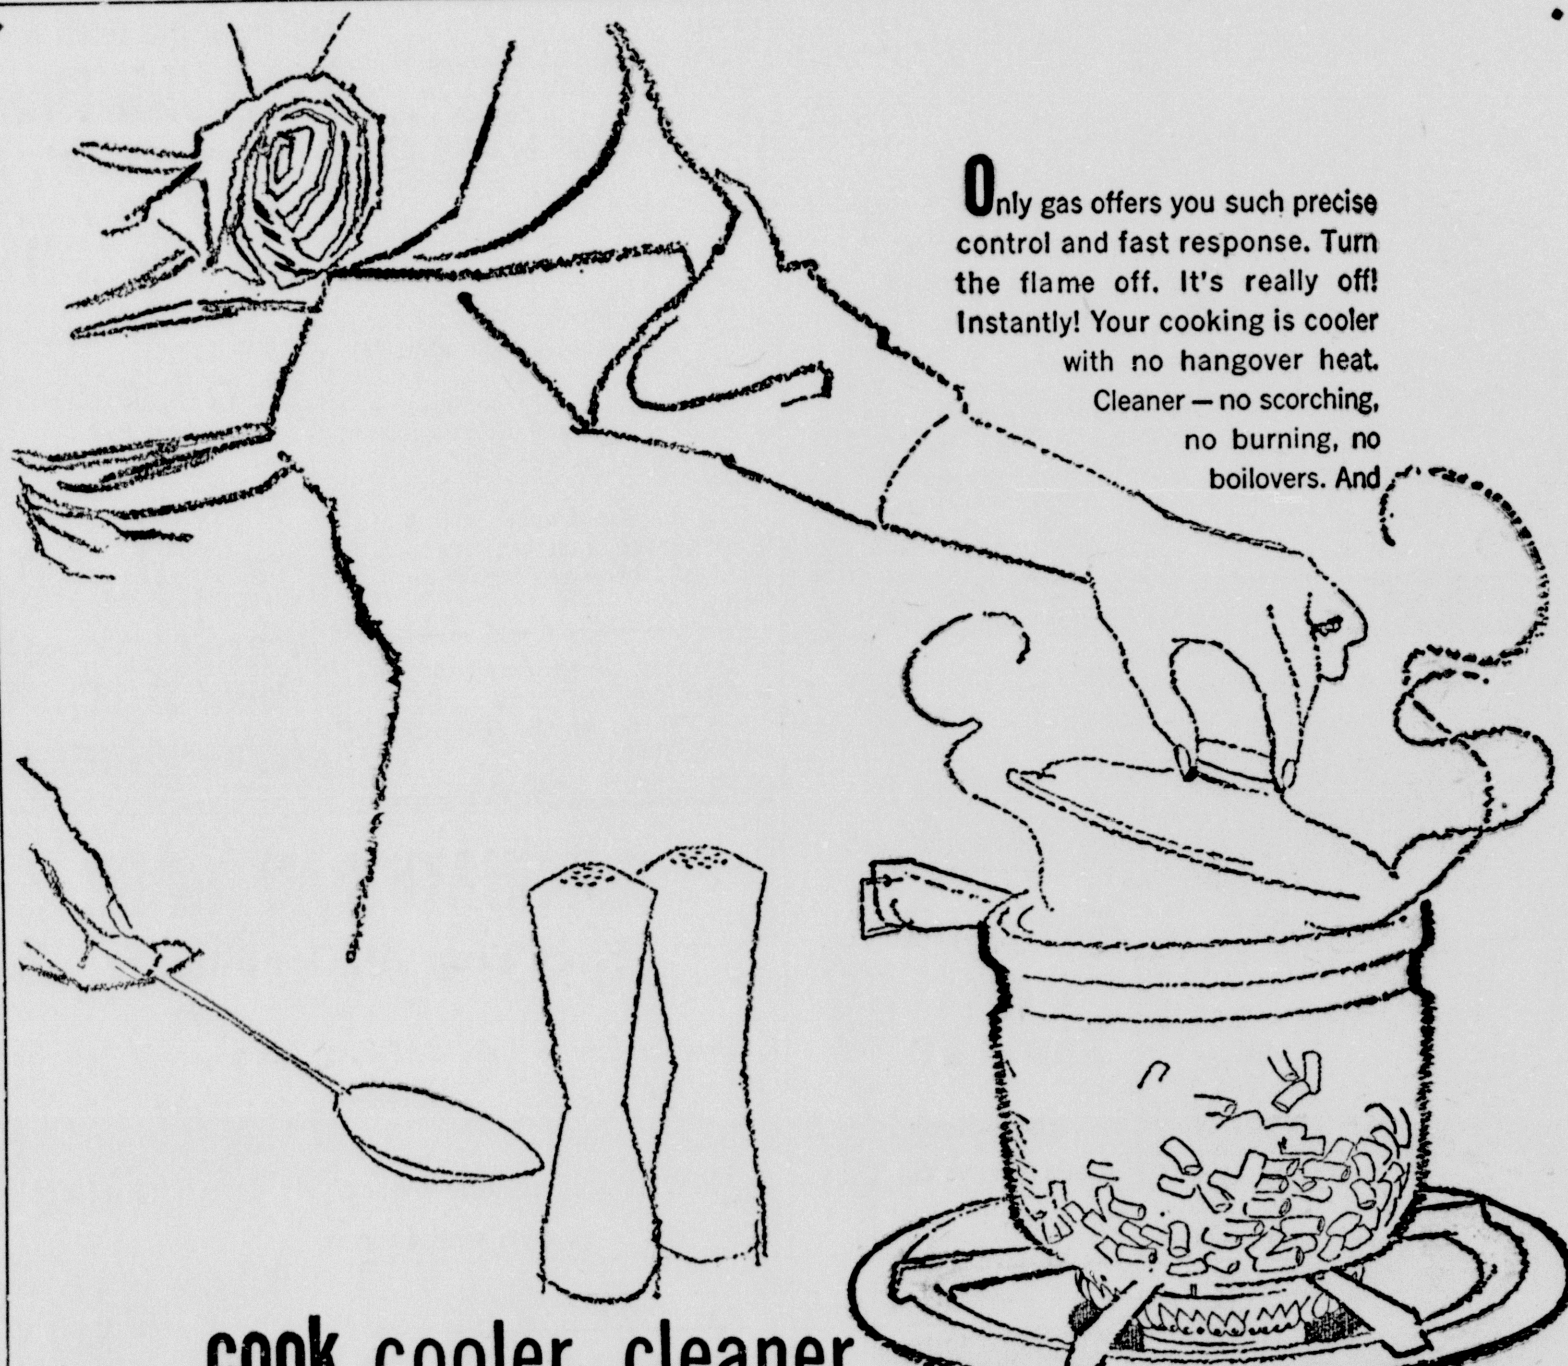 Only gas offers you such precise
control and fast response. Turn
the flame off. It's really off!
Instantly! Your cooking is cooler
with no hangover heat.
Cleaner — no scorching,
no burning, no
boilovers. And
cook cooler, cleaner